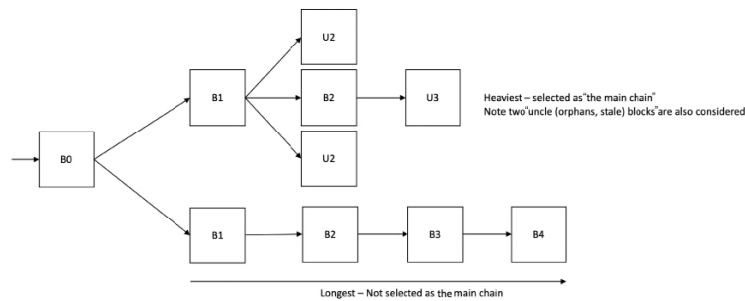 U2
B1
B2
U3
Heaviest – selected as“the main chain”
Note two“uncle (orphans, stale) blocks”are also considered
B0
U2
B1
B2
B3
B4
Longest – Not selected as the main chain